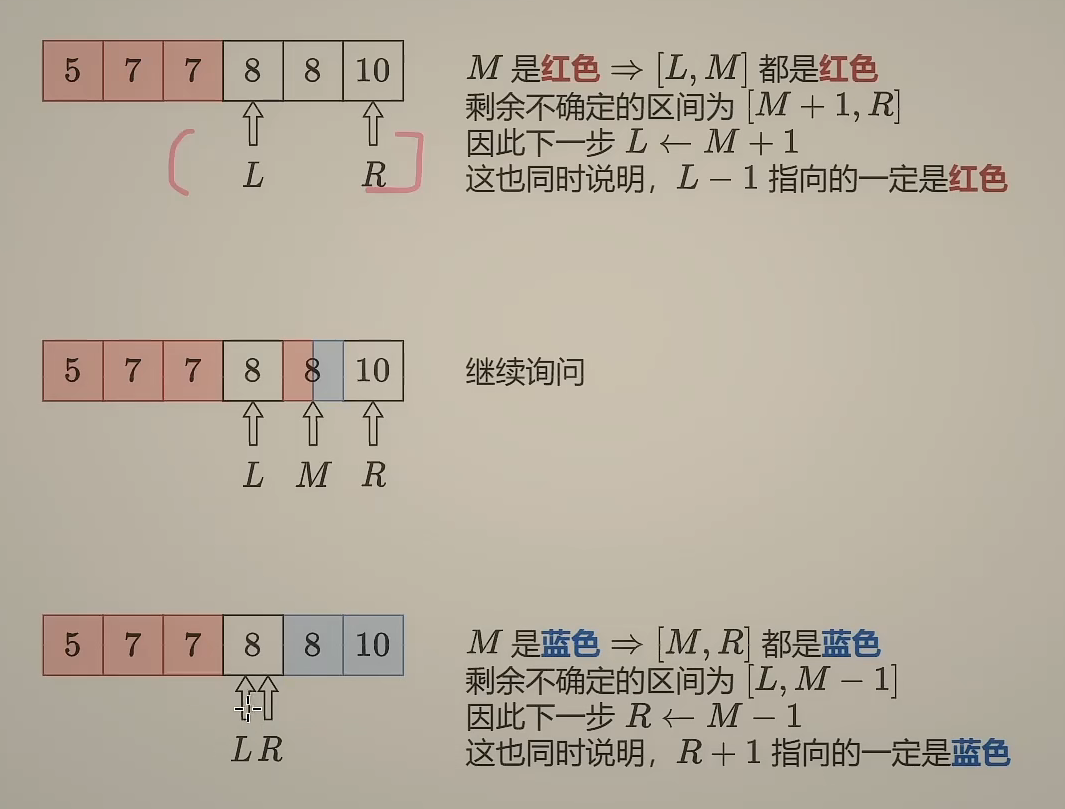 5 7 7 8 8 10
L R
M 是红色 ⇒ [L, M] 都是红色
剩余不确定的区间为 [M + 1, R]
因此下一步 L ← M + 1
这也同时说明，L − 1 指向的一定是红色
5 7 7 8 8 10
L M R
继续询问
5 7 7 8 8 10
L R
M 是蓝色 ⇒ [M, R] 都是蓝色
剩余不确定的区间为 [L, M − 1]
因此下一步 R ← M − 1
这也同时说明，R + 1 指向的一定是蓝色